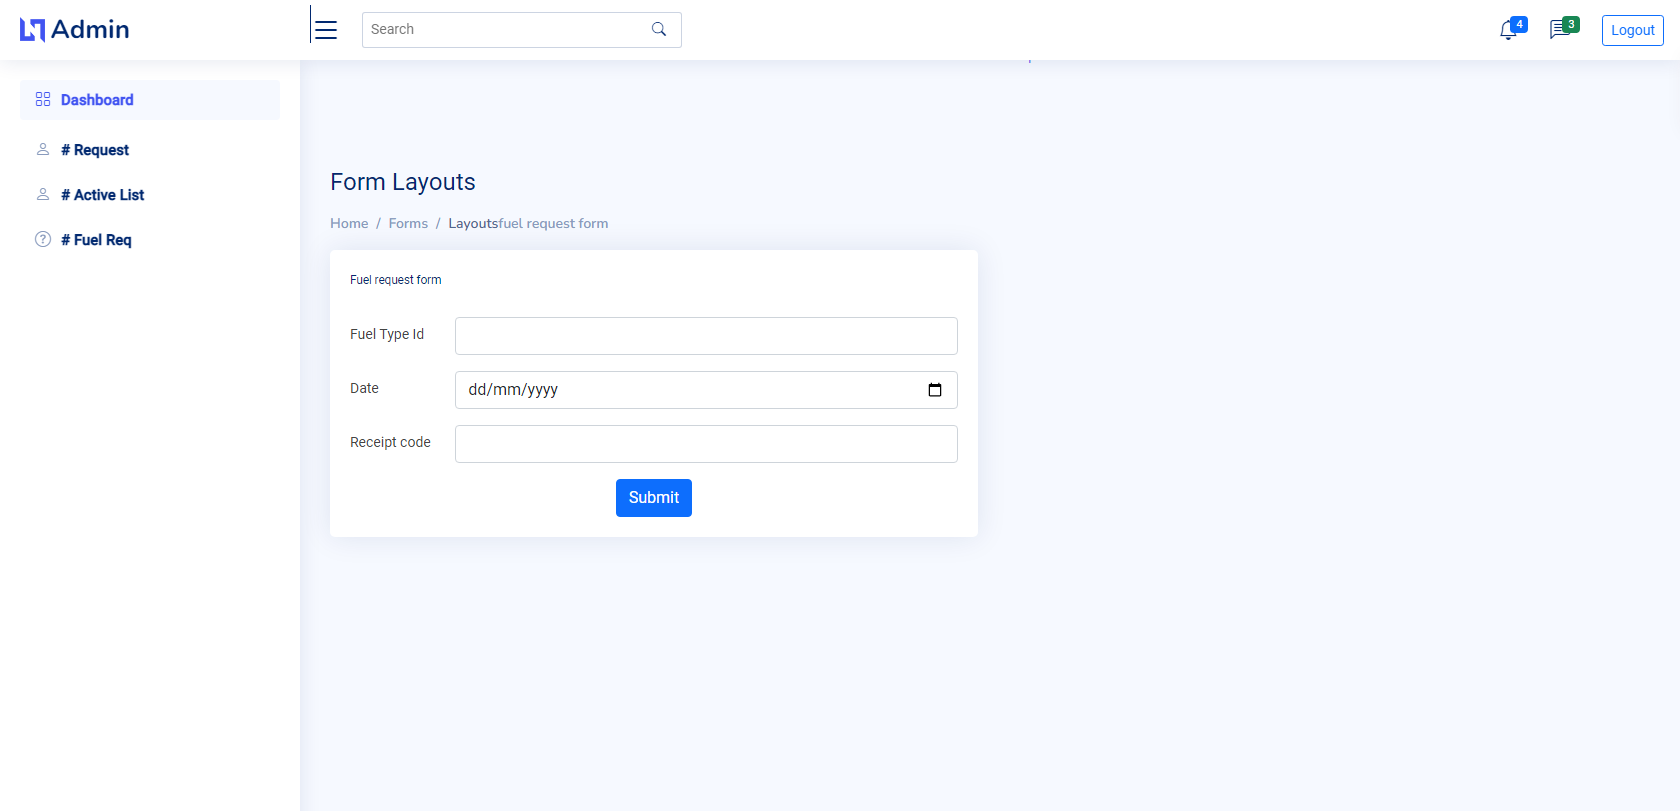 Admin
Search
4
3
Logout
Dashboard
# Request
# Active List
# Fuel Req
Form Layouts
Home / Forms / Layoutsfuel request form
Fuel request form
Fuel Type Id
Date dd/mm/yyyy
Receipt code
Submit